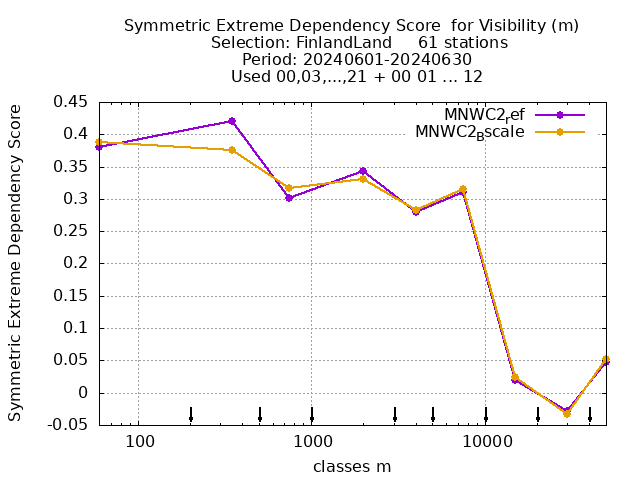 Symmetric Extreme Dependency Score  for Visibility (m)
Selection: FinlandLand     61 stations
Period: 20240601-20240630
Used 00,03,...,21 + 00 01 ... 12
MNWC2_ref
MNWC2_Bscale
Symmetric Extreme Dependency Score
0.45
0.4
0.35
0.3
0.25
0.2
0.15
0.1
0.05
0
-0.05
100 1000 10000
classes m